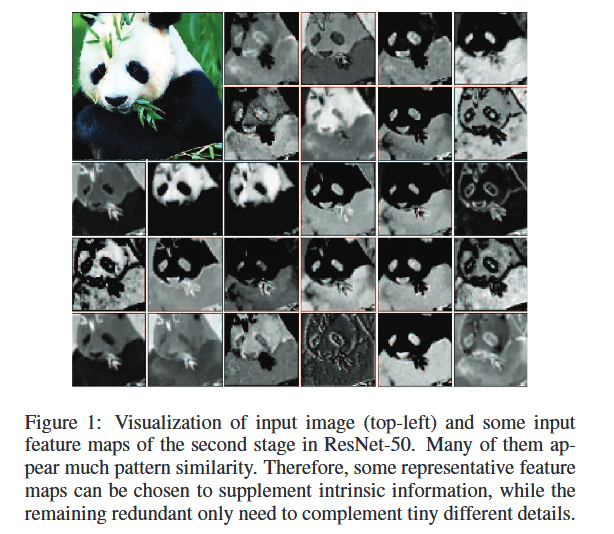 Figure 1: Visualization of input image (top-left) and some input
feature maps of the second stage in ResNet-50. Many of them ap-
pear much pattern similarity. Therefore, some representative feature
maps can be chosen to supplement intrinsic information, while the
remaining redundant only need to complement tiny different details.